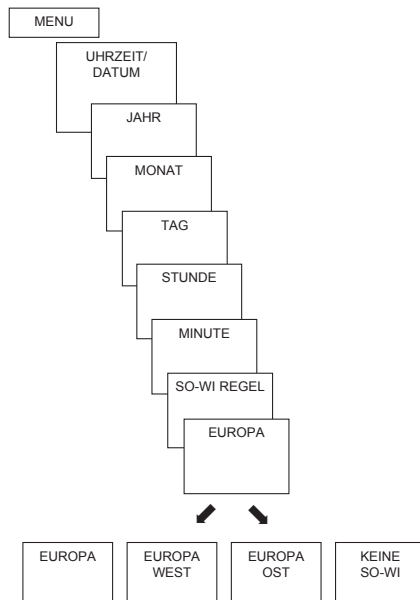 MENU
UHRZEIT/
DATUM
JAHR
MONAT
TAG
STUNDE
MINUTE
SO-WI REGEL
EUROPA
EUROPA
EUROPA
WEST
EUROPA
OST
KEINE
SO-WI